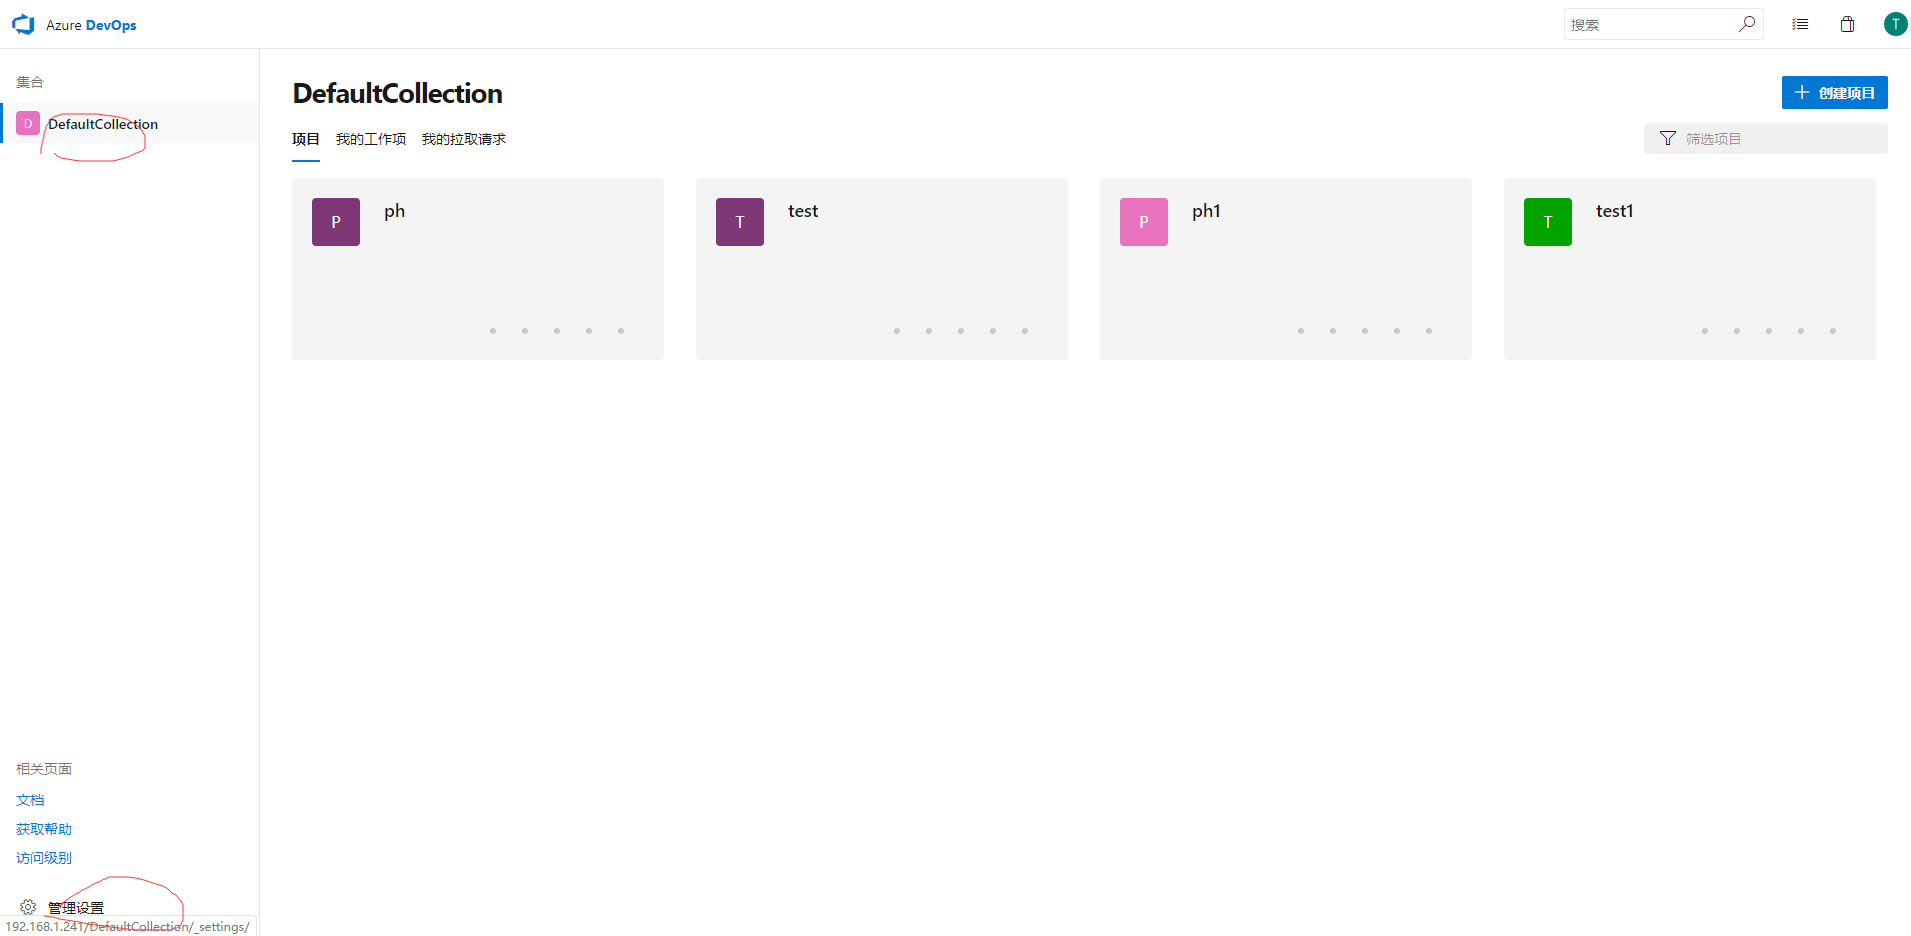 Azure DevOps
搜索
T
集合
D DefaultCollection
DefaultCollection
创建项目
项目 我的工作项 我的拉取请求
筛选项目
P ph
T test
P ph1
T test1
相关页面
文档
获取帮助
访问级别
管理设置
192.168.1.241/DefaultCollection/_settings/